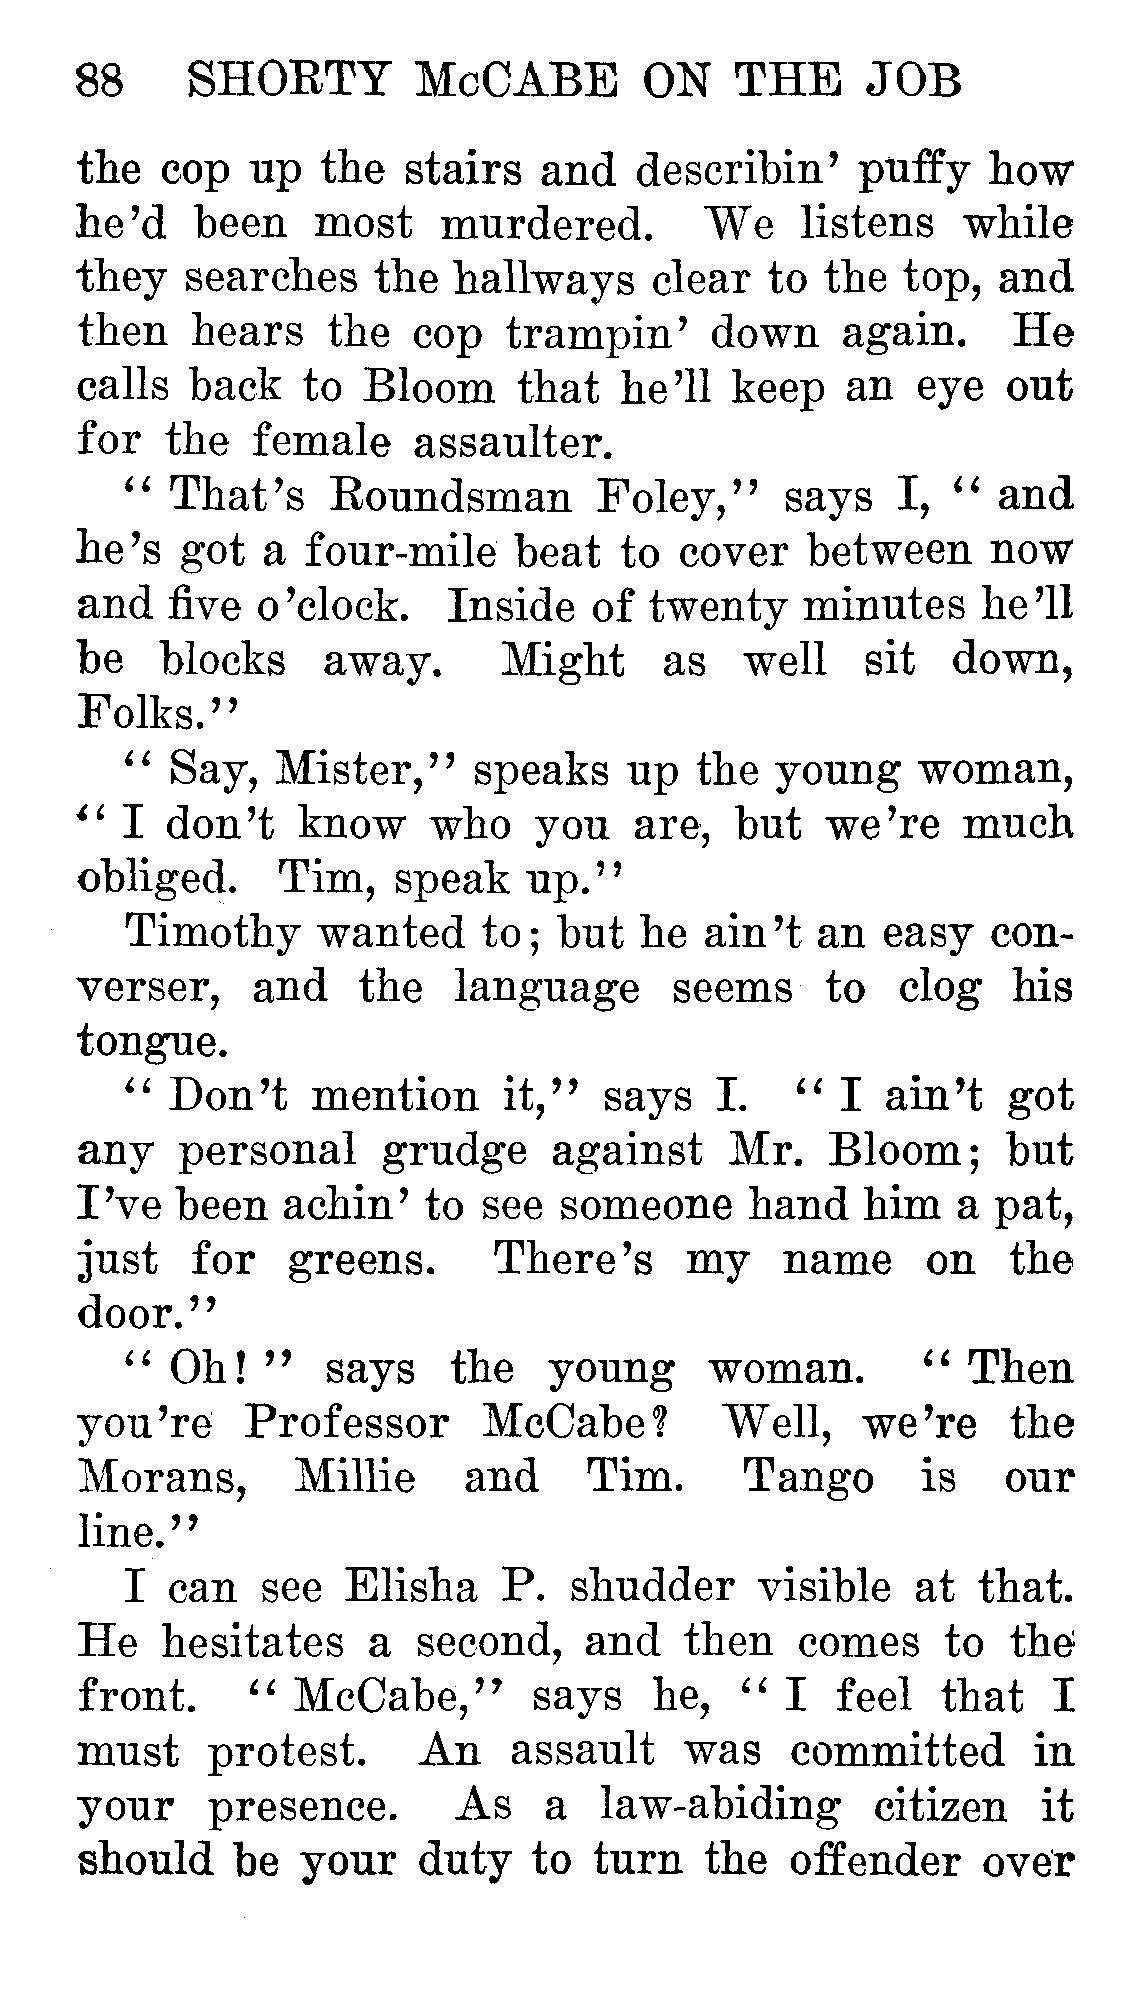 88 SHORTY McCABE ON THE JOB
the cop up the stairs and describin' puffy how
he'd been most murdered. We listens while
they searches the hallways clear to the top, and
then hears the cop trampin' down again. He
calls back to Bloom that he'll keep an eye out
for the female assaulter.
"That's Roundsman Foley," says I, "and
he's got a four-mile beat to cover between now
and five o'clock. Inside of twenty minutes he'll
be blocks away. Might as well sit down,
Folks."
"Say, Mister," speaks up the young woman,
"I don't know who you are, but we're much
obliged. Tim, speak up."
Timothy wanted to; but he ain't an easy con-
verser, and the language seems to clog his
tongue.
"Don't mention it," says I. "I ain't got
any personal grudge against Mr. Bloom; but
I've been achin' to see someone hand him a pat,
just for greens. There's my name on the
door."
"Oh!" says the young woman. "Then
you're Professor McCabe? Well, we're the
Morans, Millie and Tim. Tango is our
line."
I can see Elisha P. shudder visible at that.
He hesitates a second, and then comes to the
front. "McCabe," says he, "I feel that I
must protest. An assault was committed in
your presence. As a law-abiding citizen it
should be your duty to turn the offender over